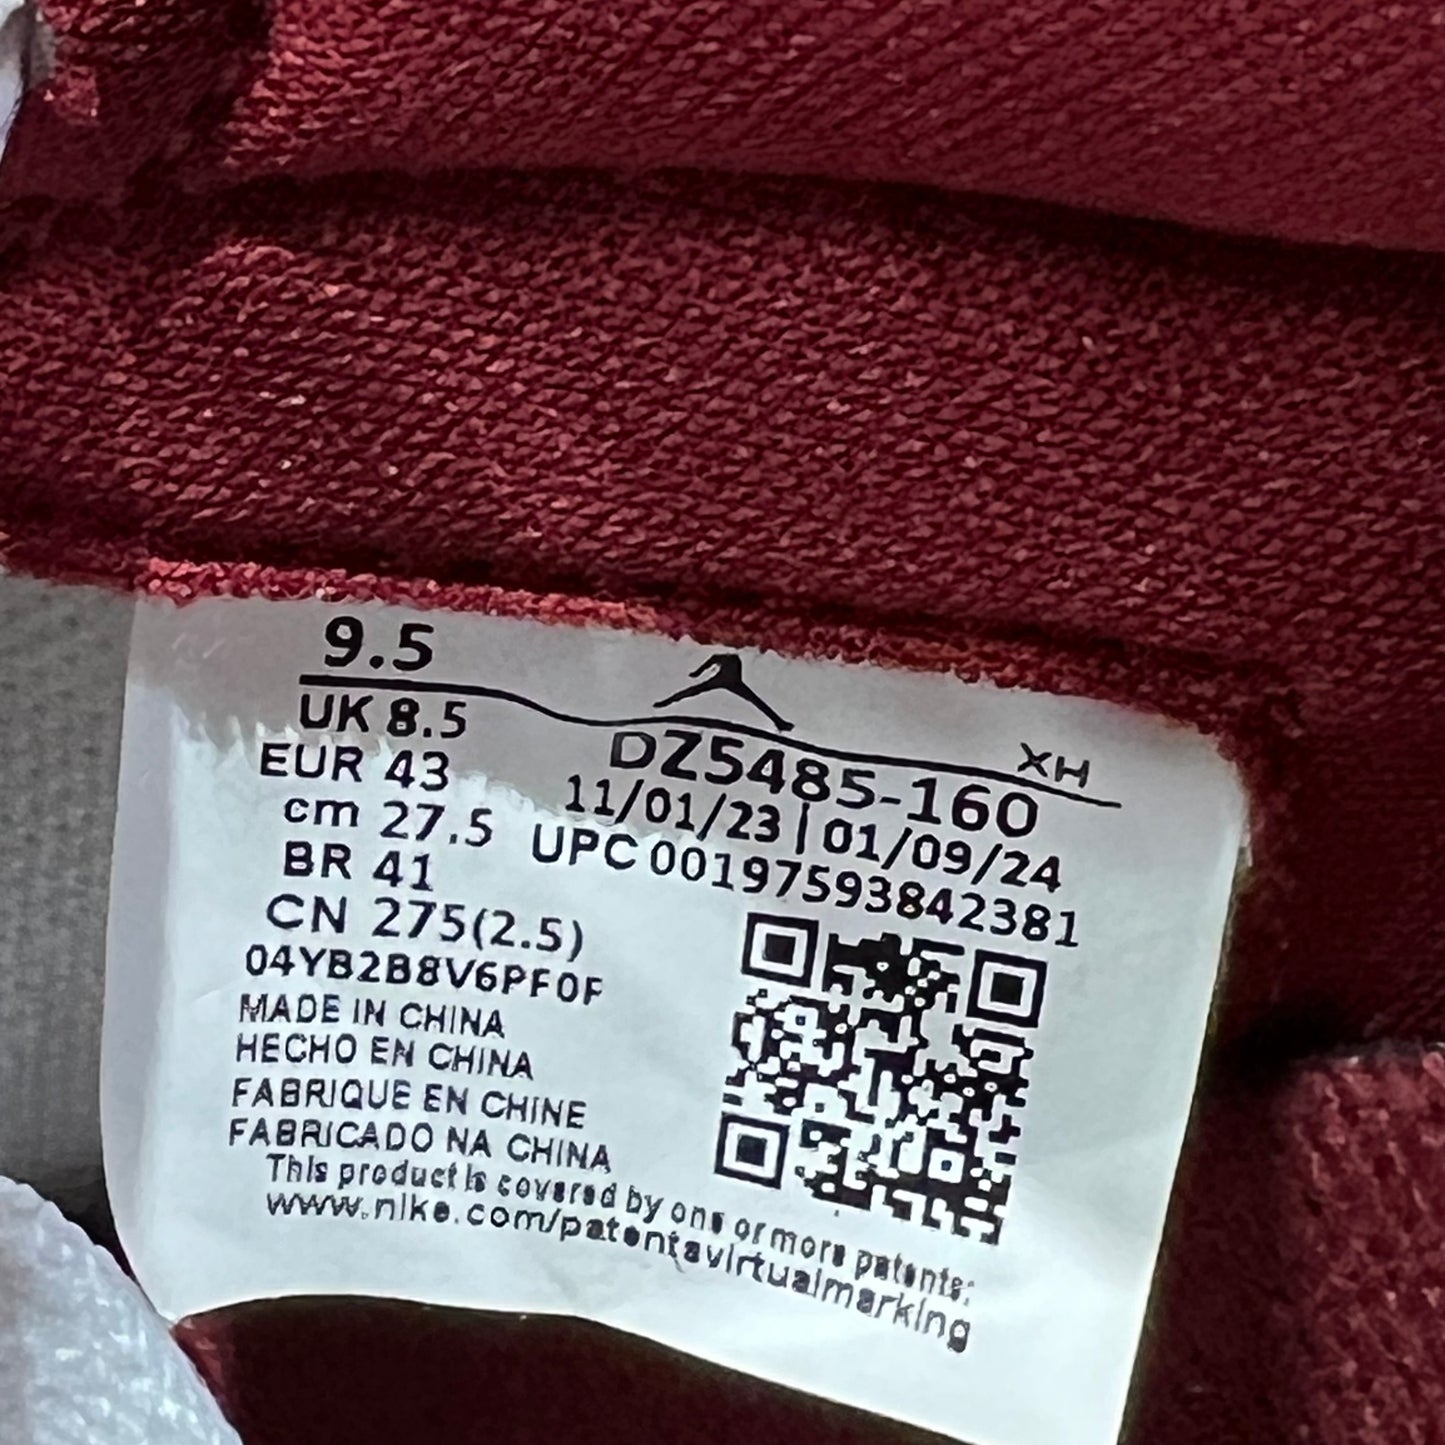 9.5
UK 8.5
EUR 43
cm 27.5
BR 41
CN 275(2.5)
04YB2B8V6PF0F
XH
DZ5485-160
11/01/23|01/09/24
UPC 00197593842381
MADE IN CHINA
HECHO EN CHINA
FABRIQUE EN CHINE
FABRICADO NA CHINA
This product is covered by one or more patents:
www.nike.com/patentavirtualmarking